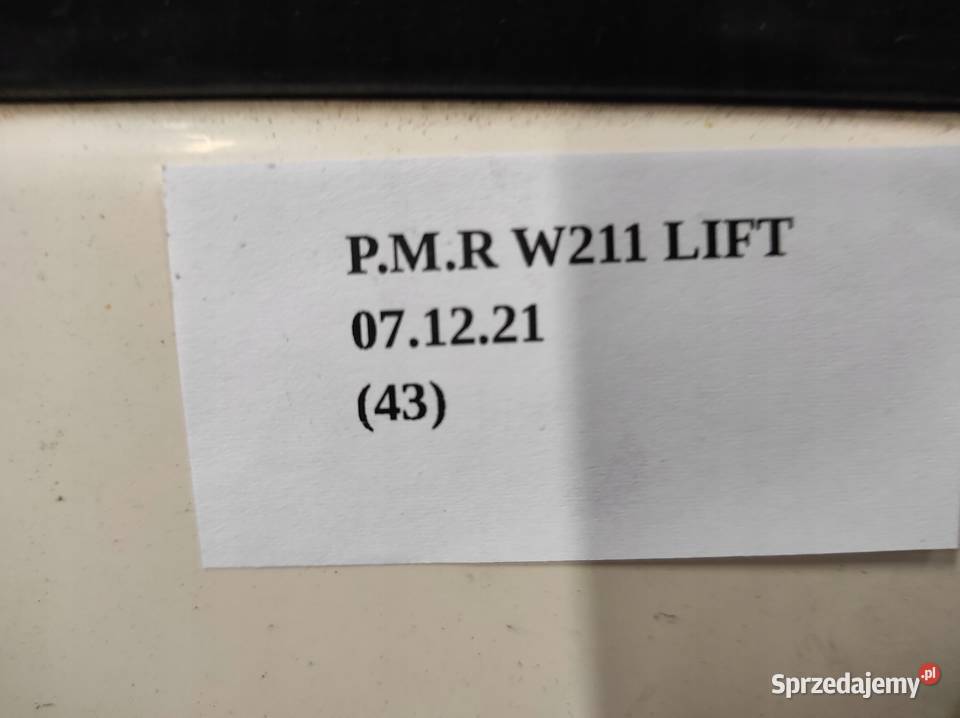 P.M.R W211 LIFT
07.12.21
(43)
Sprzedajemy.pl